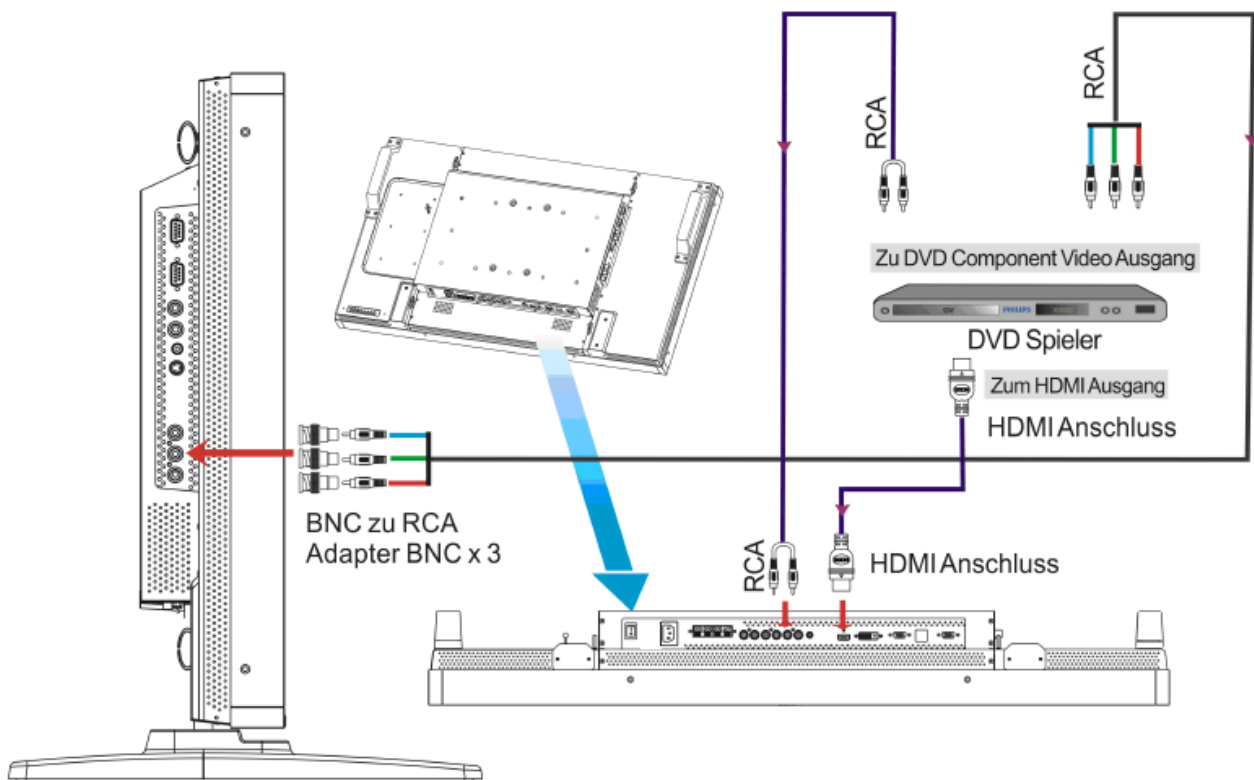 RCA
RCA
Zu DVD Component Video Ausgang
PHILIPS
DVD Spieler
Zum HDMI Ausgang
HDMI Anschluss
BNC zu RCA
Adapter BNC x 3
RCA
HDMI Anschluss